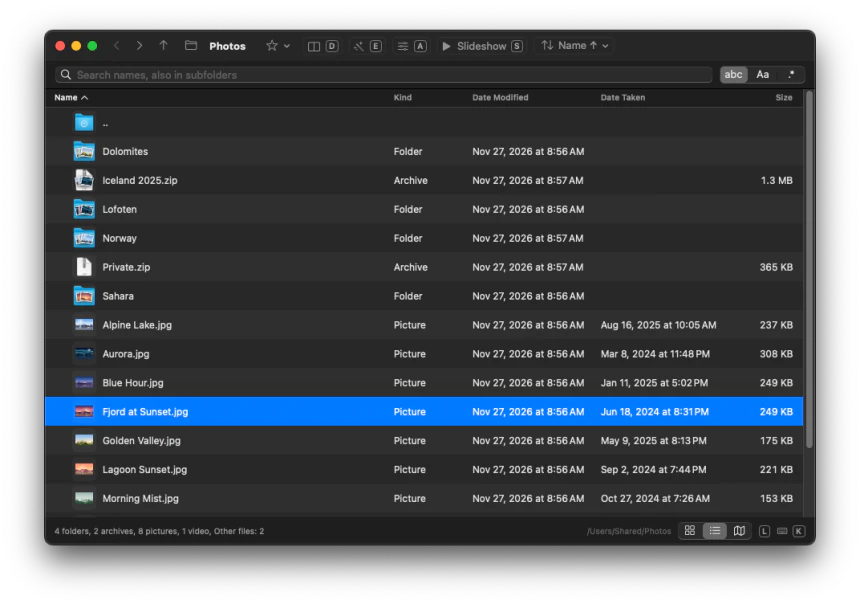 Photos D E A Slideshow S Name
Search names, also in subfolders abc Aa .*
Name Kind Date Modified Date Taken Size
..
Dolomites Folder Nov 27, 2026 at 8:56 AM
Iceland 2025.zip Archive Nov 27, 2026 at 8:57 AM 1.3 MB
Lofoten Folder Nov 27, 2026 at 8:56 AM
Norway Folder Nov 27, 2026 at 8:57 AM
Private.zip Archive Nov 27, 2026 at 8:57 AM 365 KB
Sahara Folder Nov 27, 2026 at 8:56 AM
Alpine Lake.jpg Picture Nov 27, 2026 at 8:56 AM Aug 16, 2025 at 10:05 AM 237 KB
Aurora.jpg Picture Nov 27, 2026 at 8:56 AM Mar 8, 2024 at 11:48 PM 308 KB
Blue Hour.jpg Picture Nov 27, 2026 at 8:56 AM Jan 11, 2025 at 5:02 PM 249 KB
Fjord at Sunset.jpg Picture Nov 27, 2026 at 8:56 AM Jun 18, 2024 at 8:31 PM 249 KB
Golden Valley.jpg Picture Nov 27, 2026 at 8:56 AM May 9, 2025 at 8:13 PM 175 KB
Lagoon Sunset.jpg Picture Nov 27, 2026 at 8:56 AM Sep 2, 2024 at 7:44 PM 221 KB
Morning Mist.jpg Picture Nov 27, 2026 at 8:56 AM Oct 27, 2024 at 7:26 AM 153 KB
4 folders, 2 archives, 8 pictures, 1 video, Other files: 2 /Users/Shared/Photos L K